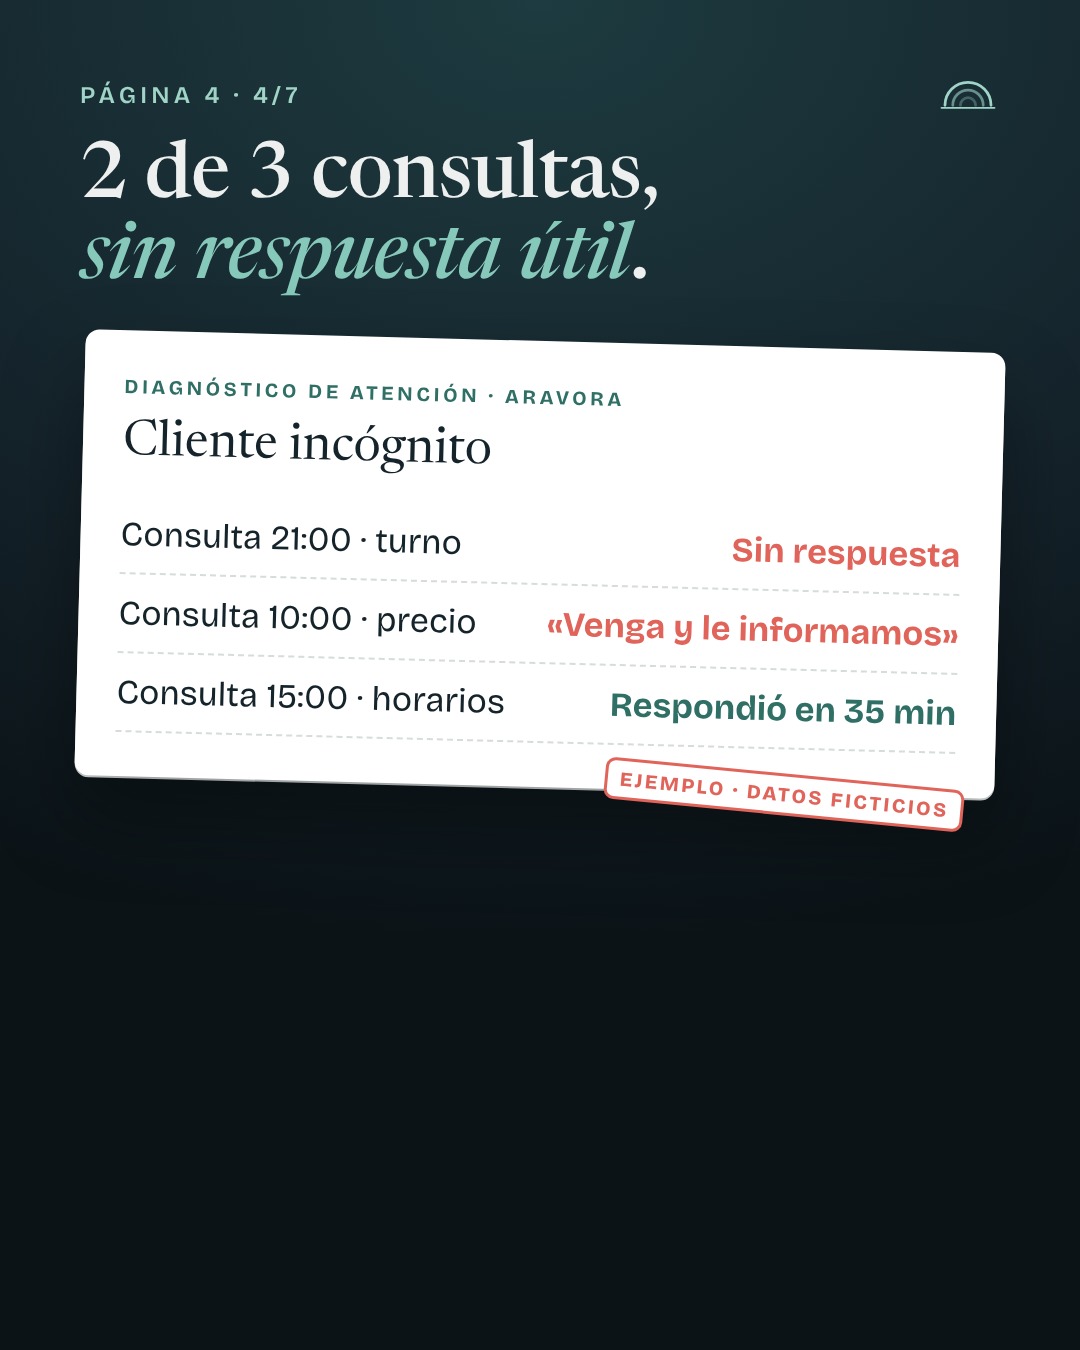 PÁGINA 4 · 4/7
2 de 3 consultas,
sin respuesta útil.
DIAGNÓSTICO DE ATENCIÓN · ARAVORA
Cliente incógnito
Consulta 21:00 · turno Sin respuesta
Consulta 10:00 · precio «Venga y le informamos»
Consulta 15:00 · horarios Respondió en 35 min
EJEMPLO · DATOS FICTICIOS